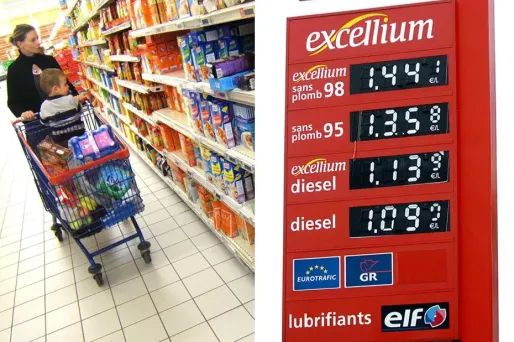 excellium
excellium
sans
plomb 98
1.441
€/L
sans
plomb 95
1.358
€/L
excellium
diesel
1.139
€/L
diesel
1.092
€/L
EUROTRAFIC
GR
lubrifiants
elf